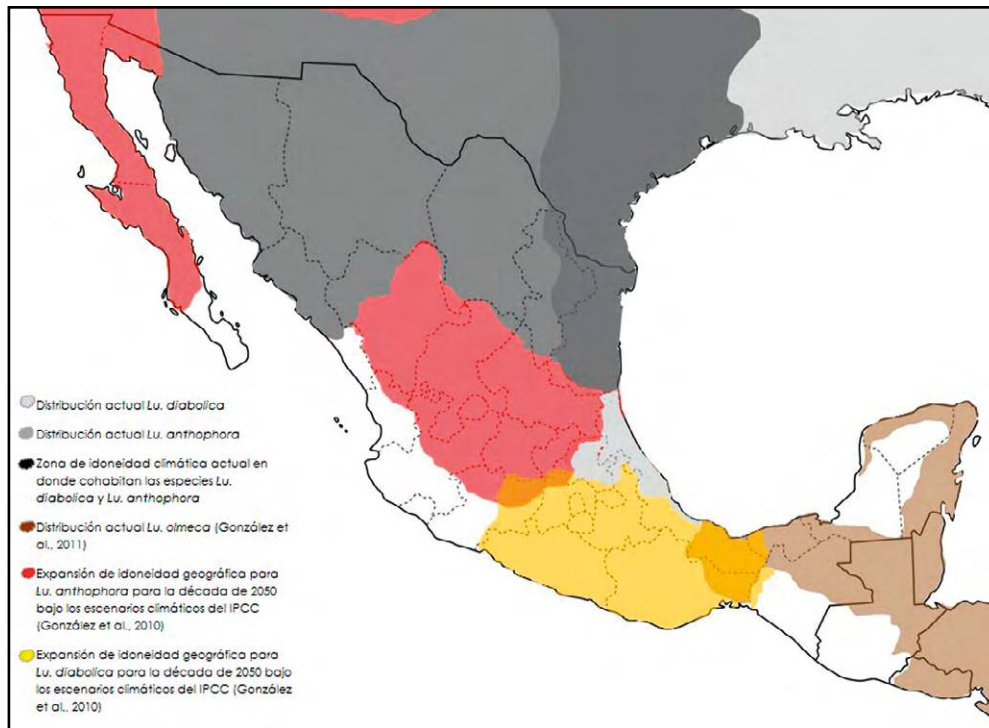 Distribución actual Lu. diabolica
Distribución actual Lu. anthophora
Zona de idoneidad climática actual en
donde cohabitan las especies Lu.
diabolica y Lu. anthophora
Distribución actual Lu. olmeca (González et
al., 2011)
Expansión de idoneidad geográfica para
Lu. anthophora para la década de 2050
bajo los escenarios climáticos del IPCC
(González et al., 2010)
Expansión de idoneidad geográfica para
Lu. diabolica para la década de 2050 bajo
los escenarios climáticos del IPCC (González
et al., 2010)